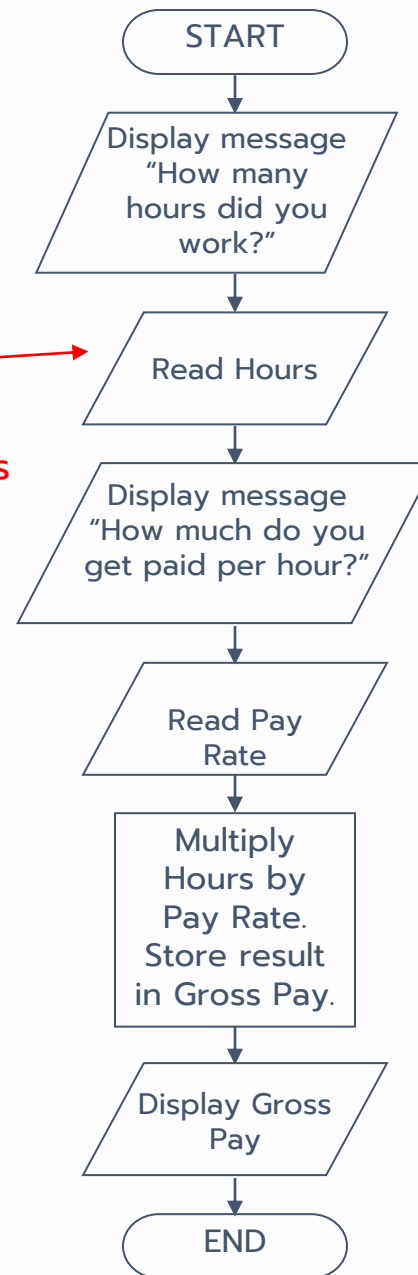 START
Display message
“How many
hours did you
work?”
Read Hours
s
Display message
“How much do you
get paid per hour?”
Read Pay
Rate
Multiply
Hours by
Pay Rate.
Store result
in Gross Pay.
Display Gross
Pay
END